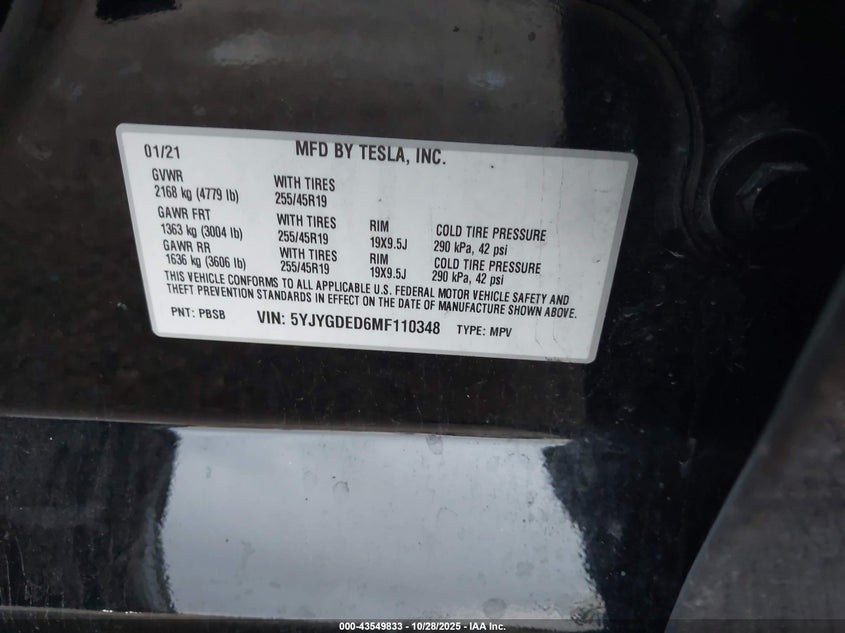 01/21 MFD BY TESLA, INC.
GVWR
2168 kg (4779 lb) WITH TIRES
255/45R19
GAWR FRT
1363 kg (3004 lb) WITH TIRES
255/45R19 RIM
19X9.5J COLD TIRE PRESSURE
290 kPa, 42 psi
GAWR RR
1636 kg (3606 lb) WITH TIRES
255/45R19 RIM
19X9.5J COLD TIRE PRESSURE
290 kPa, 42 psi
THIS VEHICLE CONFORMS TO ALL APPLICABLE U.S. FEDERAL MOTOR VEHICLE SAFETY AND
THEFT PREVENTION STANDARDS IN EFFECT ON THE DATE OF MANUFACTURE SHOWN ABOVE.
PNT: PBSB VIN: 5YJYGDED6MF110348 TYPE: MPV
000-43549833 - 10/28/2025 - IAA Inc.